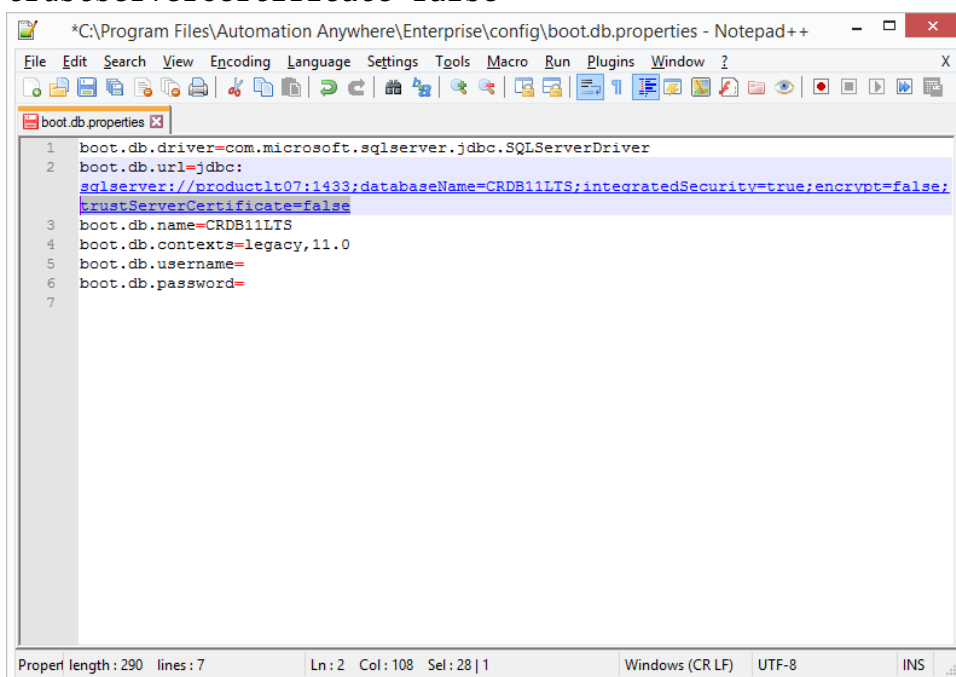 trustServerCertificate=false
*C:\Program Files\Automation Anywhere\Enterprise\config\boot.db.properties - Notepad++
File Edit Search View Encoding Language Settings Tools Macro Run Plugins Window ? X
boot.db.properties
1 boot.db.driver=com.microsoft.sqlserver.jdbc.SQLServerDriver
2 boot.db.url=jdbc:
sqlserver://productlt07:1433;databaseName=CRDB11LTS;integratedSecurity=true;encrypt=false;
trustServerCertificate=false
3 boot.db.name=CRDB11LTS
4 boot.db.contexts=legacy,11.0
5 boot.db.username=
6 boot.db.password=
7
Propert length : 290 lines : 7 Ln : 2 Col : 108 Sel : 28 | 1 Windows (CR LF) UTF-8 INS